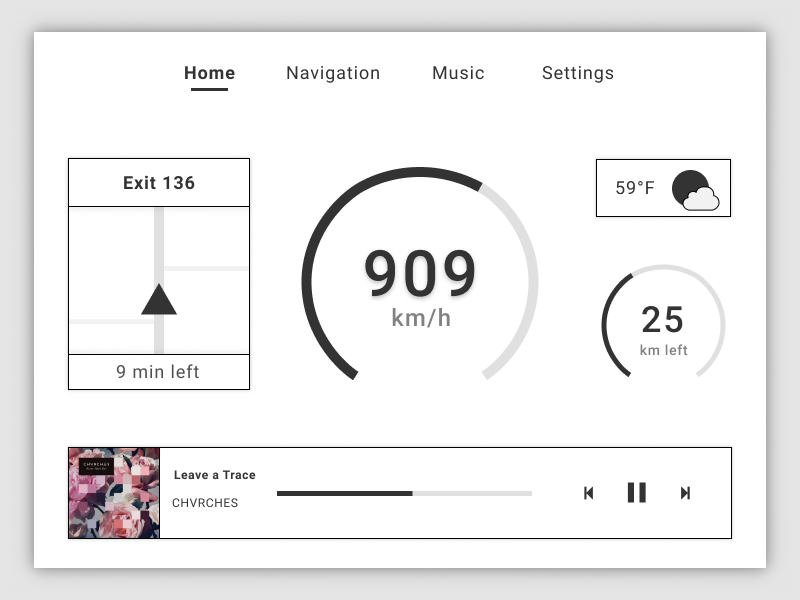 Home
Navigation
Music
Settings
Exit 136
9 min left
909
km/h
59°F
25
km left
CHVRCHES
Leave a Trace
CHVRCHES